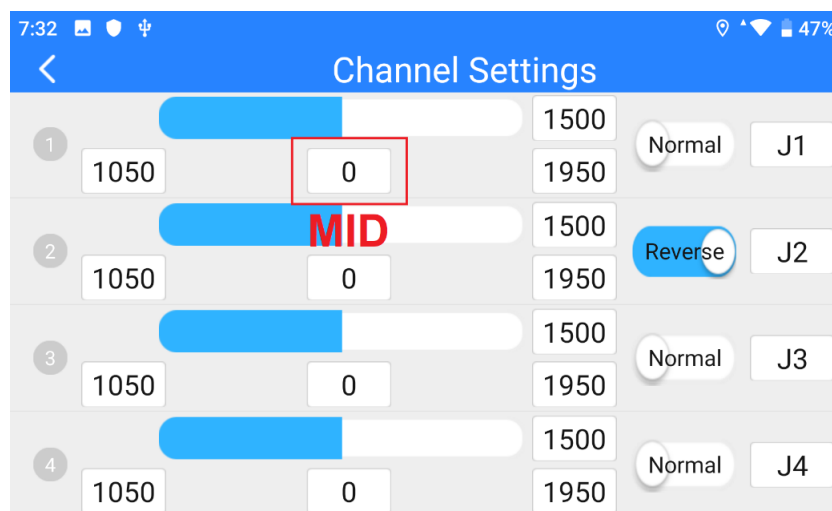 7:32 47%
Channel Settings
1 1500 Normal J1
1050 0 1950
MID
2 1500 Reverse J2
1050 0 1950
3 1500 Normal J3
1050 0 1950
4 1500 Normal J4
1050 0 1950